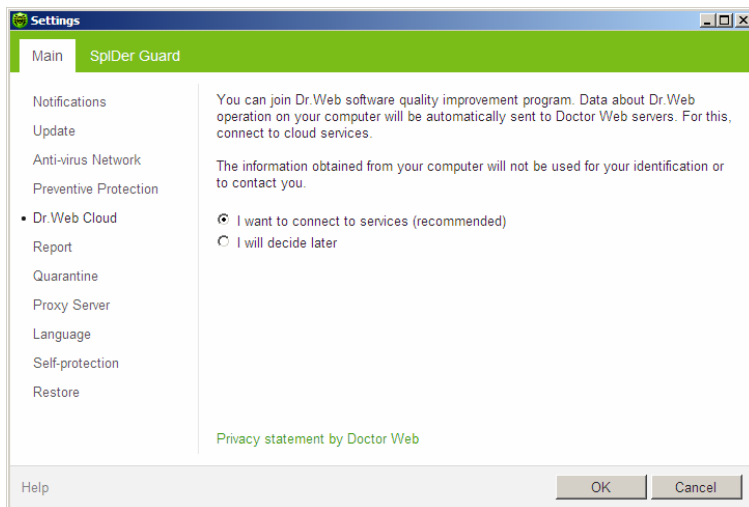 Settings
Main SpIDer Guard
Notifications
Update
Anti-virus Network
Preventive Protection
Dr.Web Cloud
Report
Quarantine
Proxy Server
Language
Self-protection
Restore
You can join Dr.Web software quality improvement program. Data about Dr.Web
operation on your computer will be automatically sent to Doctor Web servers. For this,
connect to cloud services.
The information obtained from your computer will not be used for your identification or
to contact you.
I want to connect to services (recommended)
I will decide later
Privacy statement by Doctor Web
Help OK Cancel